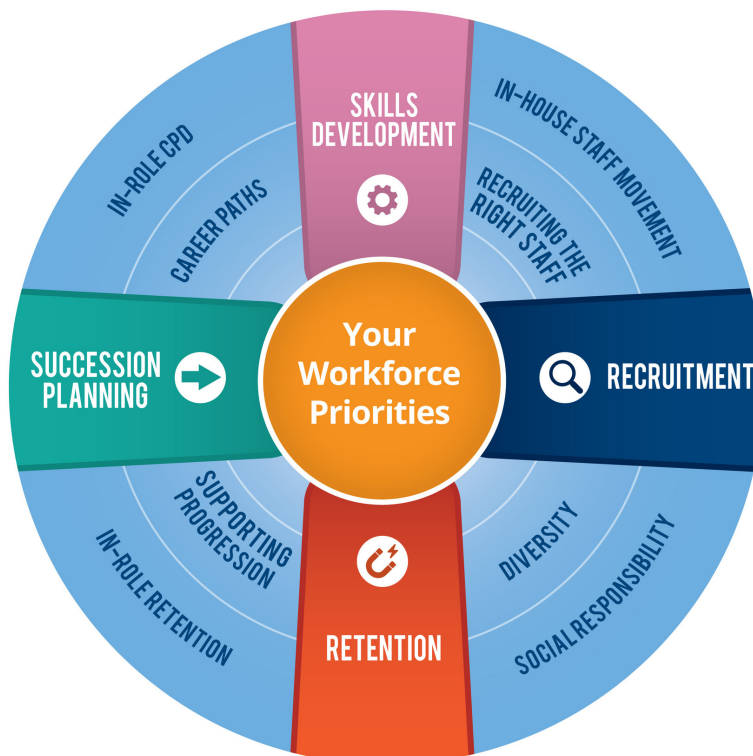 SKILLS
DEVELOPMENT
IN-HOUSE STAFF MOVEMENT
RECRUITING THE
RIGHT STAFF
IN-ROLE CPD
CAREER PATHS
Your
Workforce
Priorities
SUCCESSION
PLANNING
RECRUITMENT
SUPPORTING
PROGRESSION
IN-ROLE RETENTION
DIVERSITY
SOCIAL RESPONSIBILITY
RETENTION